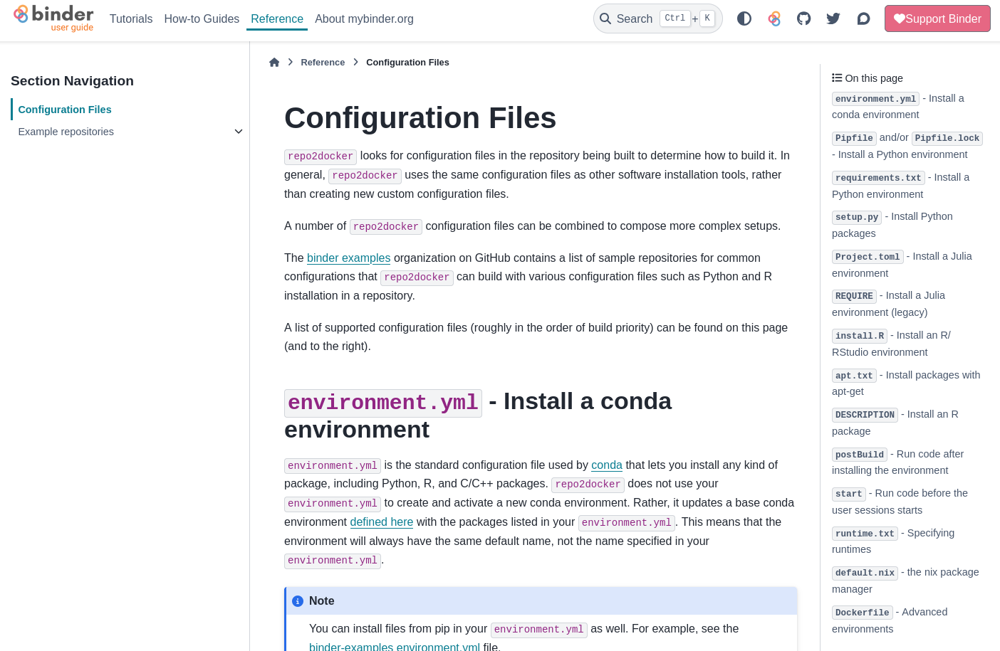 binder
user guide
Tutorials How-to Guides Reference About mybinder.org
Search Ctrl + K
Support Binder
Section Navigation
Configuration Files
Example repositories
Reference > Configuration Files
Configuration Files
repo2docker looks for configuration files in the repository being built to determine how to build it. In
general, repo2docker uses the same configuration files as other software installation tools, rather
than creating new custom configuration files.
A number of repo2docker configuration files can be combined to compose more complex setups.
The binder examples organization on GitHub contains a list of sample repositories for common
configurations that repo2docker can build with various configuration files such as Python and R
installation in a repository.
A list of supported configuration files (roughly in the order of build priority) can be found on this page
(and to the right).
environment.yml - Install a conda
environment
environment.yml is the standard configuration file used by conda that lets you install any kind of
package, including Python, R, and C/C++ packages. repo2docker does not use your
environment.yml to create and activate a new conda environment. Rather, it updates a base conda
environment defined here with the packages listed in your environment.yml. This means that the
environment will always have the same default name, not the name specified in your
environment.yml.
Note
You can install files from pip in your environment.yml as well. For example, see the
binder-examples environment.yml file.
On this page
environment.yml - Install a
conda environment
Pipfile and/or Pipfile.lock
- Install a Python environment
requirements.txt - Install a
Python environment
setup.py - Install Python
packages
Project.toml - Install a Julia
environment
REQUIRE - Install a Julia
environment (legacy)
install.R - Install an R/
RStudio environment
apt.txt - Install packages with
apt-get
DESCRIPTION - Install an R
package
postBuild - Run code after
installing the environment
start - Run code before the
user sessions starts
runtime.txt - Specifying
runtimes
default.nix - the nix package
manager
Dockerfile - Advanced
environments